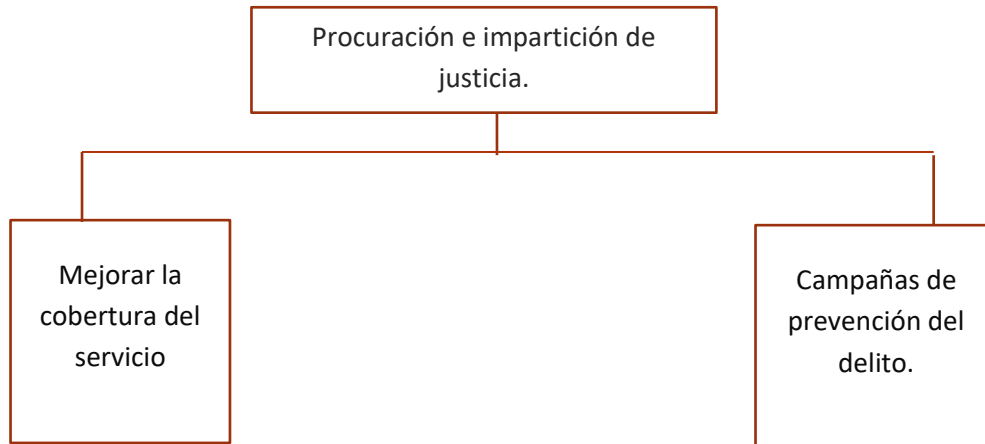 Procuración e impartición de
justicia.
Mejorar la
cobertura del
servicio
Campañas de
prevención del
delito.